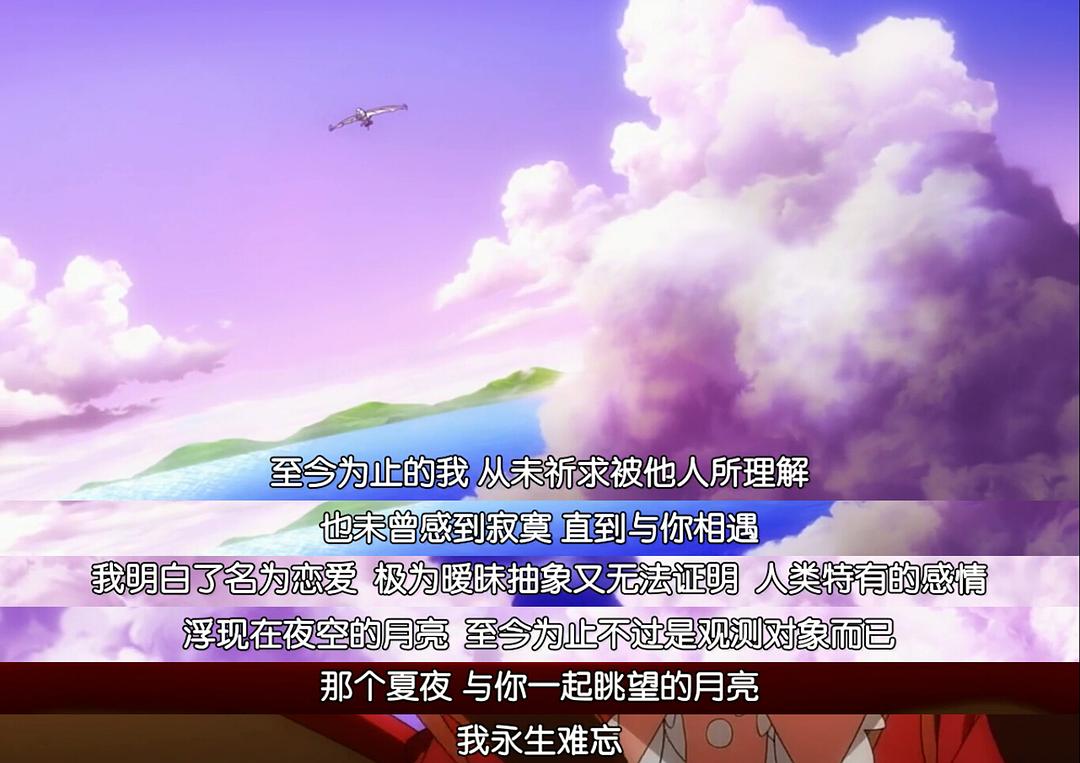 至今为止的我 从未祈求被他人所理解
也未曾感到寂寞 直到与你相遇
我明白了名为恋爱 极为暧昧抽象又无法证明 人类特有的感情
浮现在夜空的月亮 至今为止不过是观测对象而已
那个夏夜 与你一起眺望的月亮
我永生难忘